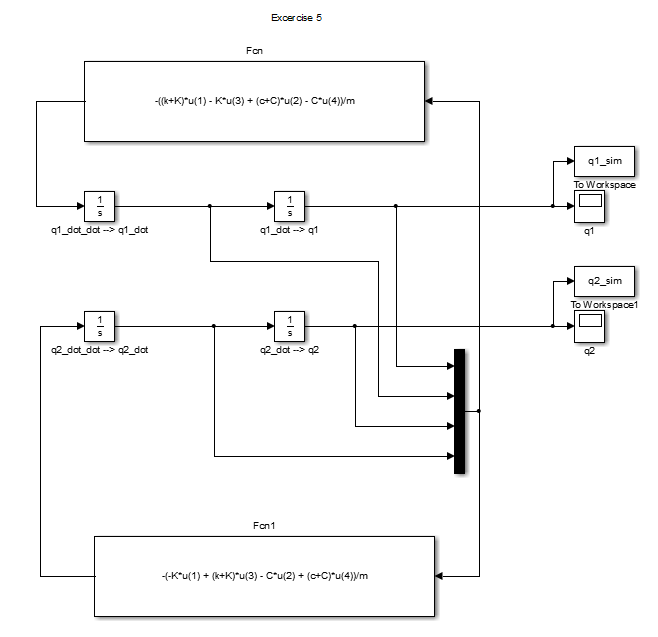 Excercise 5
Fcn
-((k+K)*u(1) - K*u(3) + (c+C)*u(2) - C*u(4))/m
q1_sim
To Workspace
1
s
q1_dot_dot --> q1_dot
1
s
q1_dot --> q1
q1
q2_sim
To Workspace1
1
s
q2_dot_dot --> q2_dot
1
s
q2_dot --> q2
q2
Fcn1
-(-K*u(1) + (k+K)*u(3) - C*u(2) + (c+C)*u(4))/m